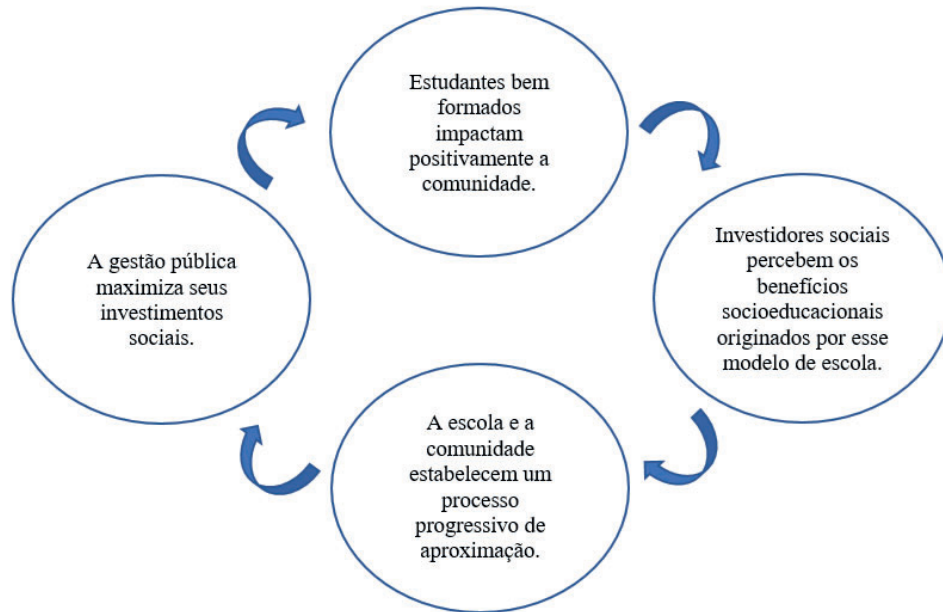 Estudantes bem
formados
impactam
positivamente a
comunidade.
Investidores sociais
percebem os
benefícios
socioeducacionais
originados por esse
modelo de escola.
A escola e a
comunidade
estabelecem um
processo
progressivo de
aproximação.
A gestão pública
maximiza seus
investimentos
sociais.